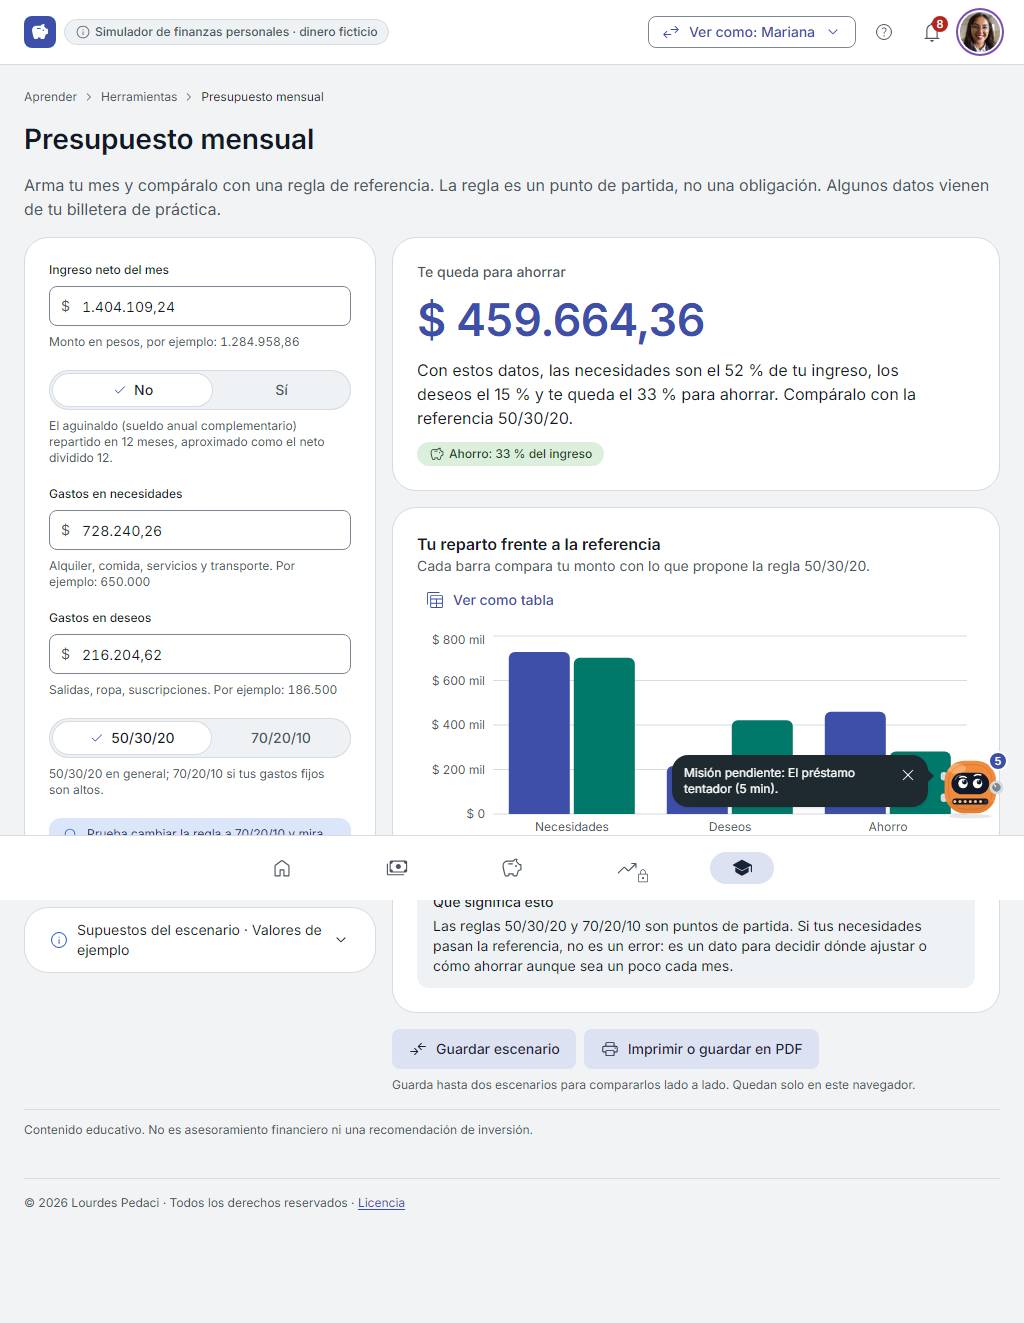 Simulador de finanzas personales · dinero ficticio
Ver como: Mariana
8
Aprender > Herramientas > Presupuesto mensual
Presupuesto mensual
Arma tu mes y compáralo con una regla de referencia. La regla es un punto de partida, no una obligación. Algunos datos vienen
de tu billetera de práctica.
Ingreso neto del mes
$ 1.404.109,24
Monto en pesos, por ejemplo: 1.284.958,86
No
Sí
El aguinaldo (sueldo anual complementario)
repartido en 12 meses, aproximado como el neto
dividido 12.
Gastos en necesidades
$ 728.240,26
Alquiler, comida, servicios y transporte. Por
ejemplo: 650.000
Gastos en deseos
$ 216.204,62
Salidas, ropa, suscripciones. Por ejemplo: 186.500
50/30/20
70/20/10
50/30/20 en general; 70/20/10 si tus gastos fijos
son altos.
Prueba cambiar la regla a 70/20/10 y mira
Supuestos del escenario · Valores de
ejemplo
Te queda para ahorrar
$ 459.664,36
Con estos datos, las necesidades son el 52 % de tu ingreso, los
deseos el 15 % y te queda el 33 % para ahorrar. Compáralo con la
referencia 50/30/20.
Ahorro: 33 % del ingreso
Tu reparto frente a la referencia
Cada barra compara tu monto con lo que propone la regla 50/30/20.
Ver como tabla
$ 800 mil
$ 600 mil
$ 400 mil
$ 200 mil
$ 0
Necesidades
Deseos
Ahorro
Misión pendiente: El préstamo
tentador (5 min).
5
Qué significa esto
Las reglas 50/30/20 y 70/20/10 son puntos de partida. Si tus necesidades
pasan la referencia, no es un error: es un dato para decidir dónde ajustar o
cómo ahorrar aunque sea un poco cada mes.
Guardar escenario
Imprimir o guardar en PDF
Guarda hasta dos escenarios para compararlos lado a lado. Quedan solo en este navegador.
Contenido educativo. No es asesoramiento financiero ni una recomendación de inversión.
© 2026 Lourdes Pedaci · Todos los derechos reservados · Licencia